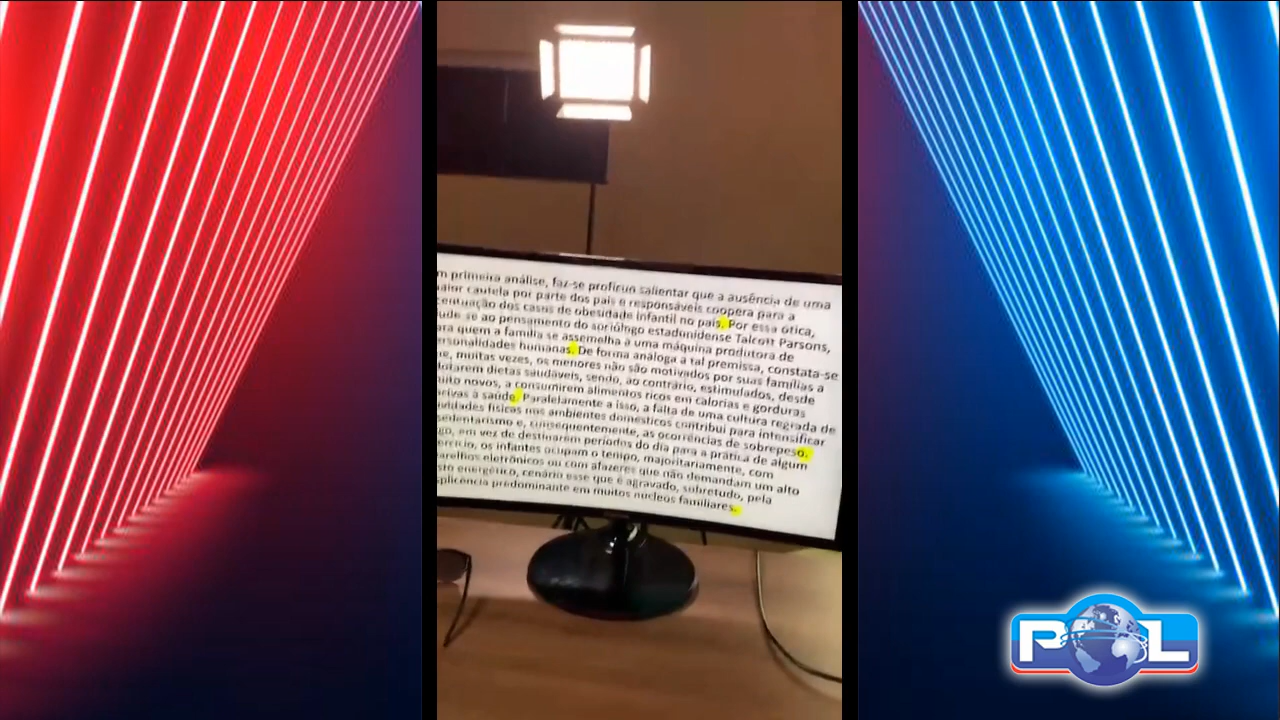 m primeira análise, faz-se profícuo salientar que a ausência de uma
aior cautela por parte dos pais e responsáveis coopera para a
centuação dos casos de obesidade infantil no país. Por essa ótica,
ude-se ao pensamento do sociólogo estadunidense Talcott Parsons,
ara quem a família se assemelha a uma máquina produtora de
ersonalidades humanas. De forma análoga a tal premissa, constata-se
e, muitas vezes, os menores não são motivados por suas famílias a
dotarem dietas saudáveis, sendo, ao contrário, estimulados, desde
uito novos, a consumirem alimentos ricos em calorias e gorduras
ocivas à saúde. Paralelamente a isso, a falta de uma cultura regrada de
vidades físicas nos ambientes domésticos contribui para intensificar
sedentarismo e, consequentemente, as ocorrências de sobrepeso.
go, em vez de destinarem períodos do dia para a prática de algum
ercício, os infantes ocupam o tempo, majoritariamente, com
arelhos eletrônicos ou com afazeres que não demandam um alto
sto energético, cenário esse que é agravado, sobretudo, pela
splicência predominante em muitos núcleos familiares.
POL